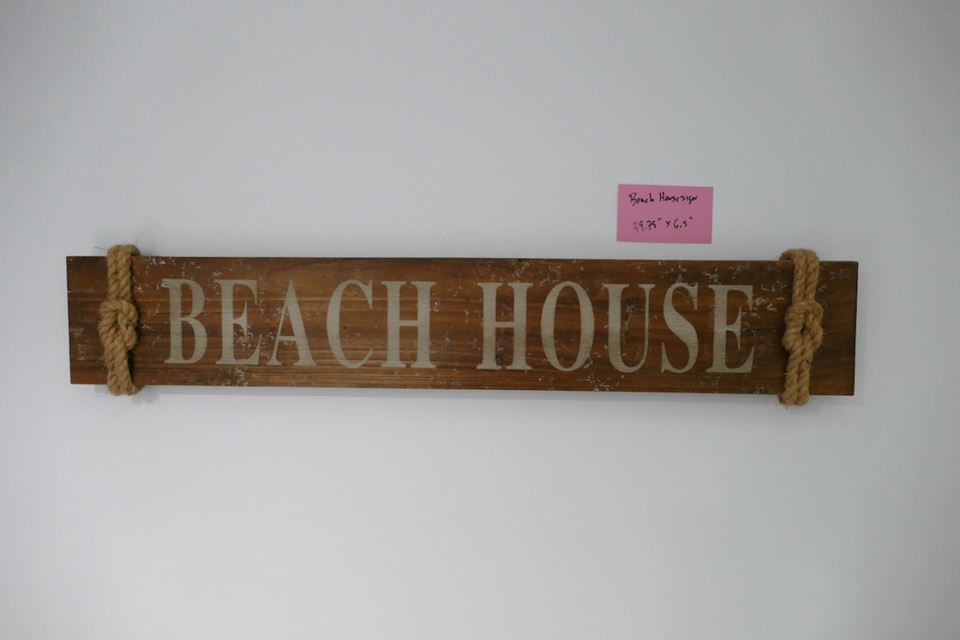 Beach House sign
39.75" x 6.5"
BEACH HOUSE